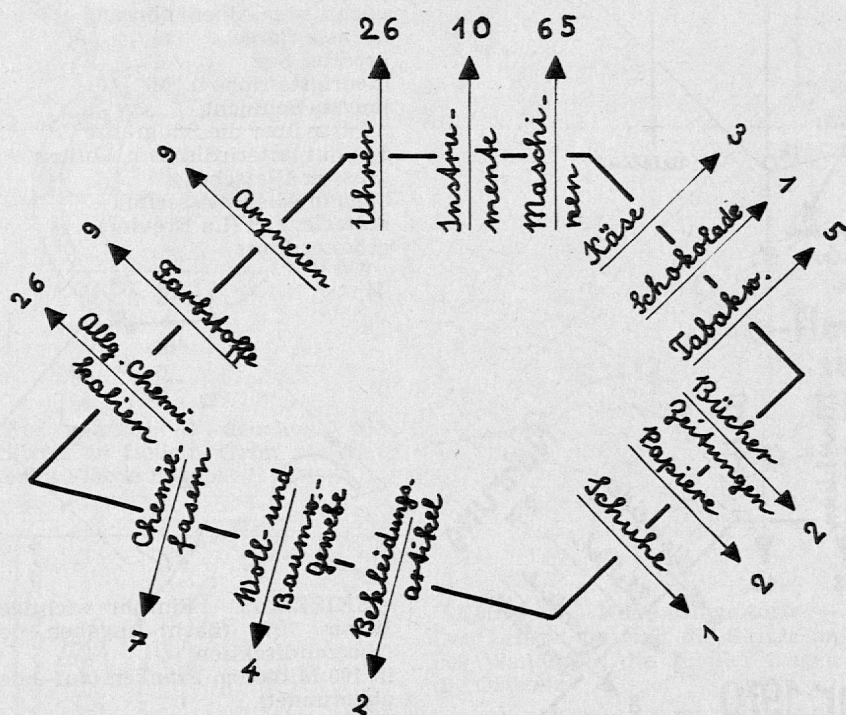 26
10
65
Uhren
Instru-
mente
Maschi-
nen
Käse
3
Schokolade
1
Tabakw.
5
Bücher
Zeitungen
2
Papiere
2
Schuhe
1
Bekleidungs-
artikel
2
Woll- und
Baumw.-
gewebe
4
Chemie-
fasern
Allg. Chemi-
kalien
26
Farbstoffe
9
Arzneien
9